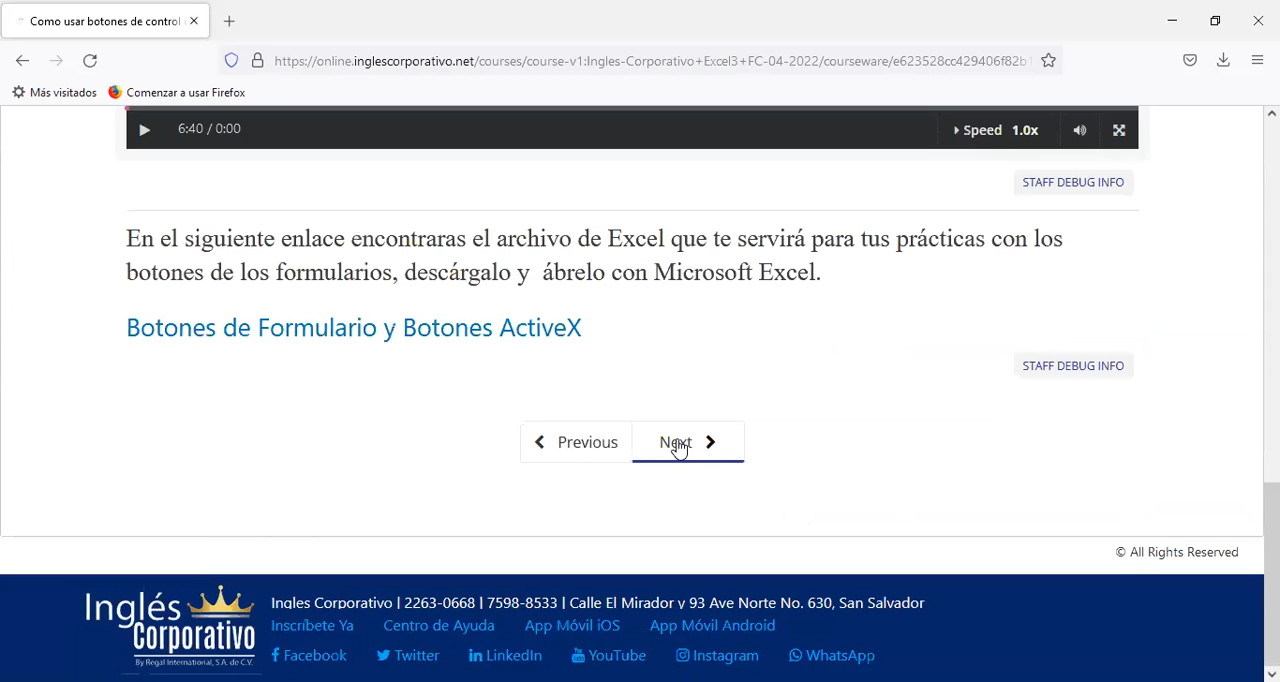 Como usar botones de control
https://online.inglescorporativo.net/courses/course-v1:Ingles-Corporativo+Excel3+FC-04-2022/courseware/e623528cc429406f82b1
Más visitados Comenzar a usar Firefox
6:40 / 0:00 Speed 1.0x
STAFF DEBUG INFO
En el siguiente enlace encontraras el archivo de Excel que te servirá para tus prácticas con los
botones de los formularios, descárgalo y ábrelo con Microsoft Excel.
Botones de Formulario y Botones ActiveX
STAFF DEBUG INFO
Previous Next
© All Rights Reserved
Inglés Corporativo
By Regal International, S.A. de C.V.
Ingles Corporativo | 2263-0668 | 7598-8533 | Calle El Mirador y 93 Ave Norte No. 630, San Salvador
Inscríbete Ya Centro de Ayuda App Móvil iOS App Móvil Android
Facebook Twitter LinkedIn YouTube Instagram WhatsApp